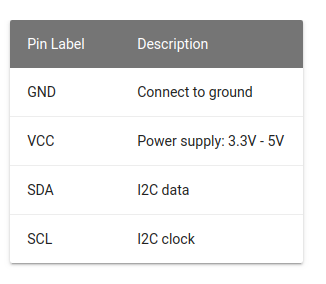 Pin Label Description
GND Connect to ground
VCC Power supply: 3.3V - 5V
SDA I2C data
SCL I2C clock